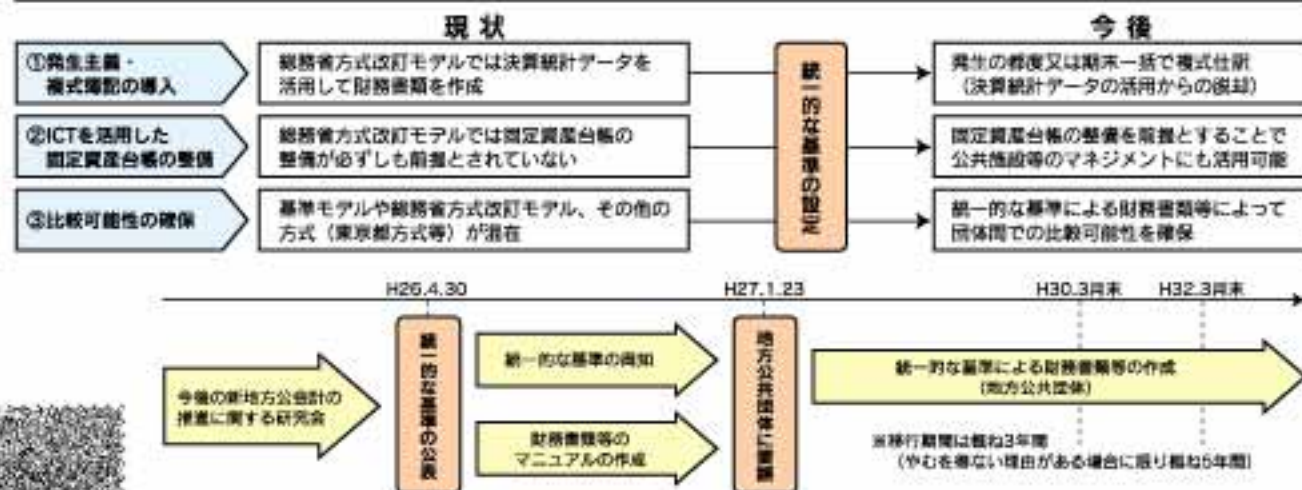 現状
今後
①発生主義・
複式簿記の導入
総務省方式改訂モデルでは決算統計データを
活用して財務書類を作成
発生の都度又は期末一括で複式仕訳
(決算統計データの活用からの脱却)
②ICTを活用した
固定資産台帳の整備
総務省方式改訂モデルでは固定資産台帳の
整備が必ずしも前提とされていない
固定資産台帳の整備を前提とすることで
公共施設等のマネジメントにも活用可能
③比較可能性の確保
基準モデルや総務省方式改訂モデル、その他の
方式(東京都方式等)が混在
統一的な基準による財務書類等によって
団体間での比較可能性を確保
統一的な基準の設定
H26.4.30
H27.1.23
H30.3月末
H32.3月末
今後の新地方公会計の
推進に関する研究会
統一的な基準の公表
統一的な基準の周知
財務書類等の
マニュアルの作成
地方公共団体に要請
統一的な基準による財務書類等の作成
(地方公共団体)
※移行期間は概ね3年間
(やむを得ない理由がある場合に限り概ね5年間)